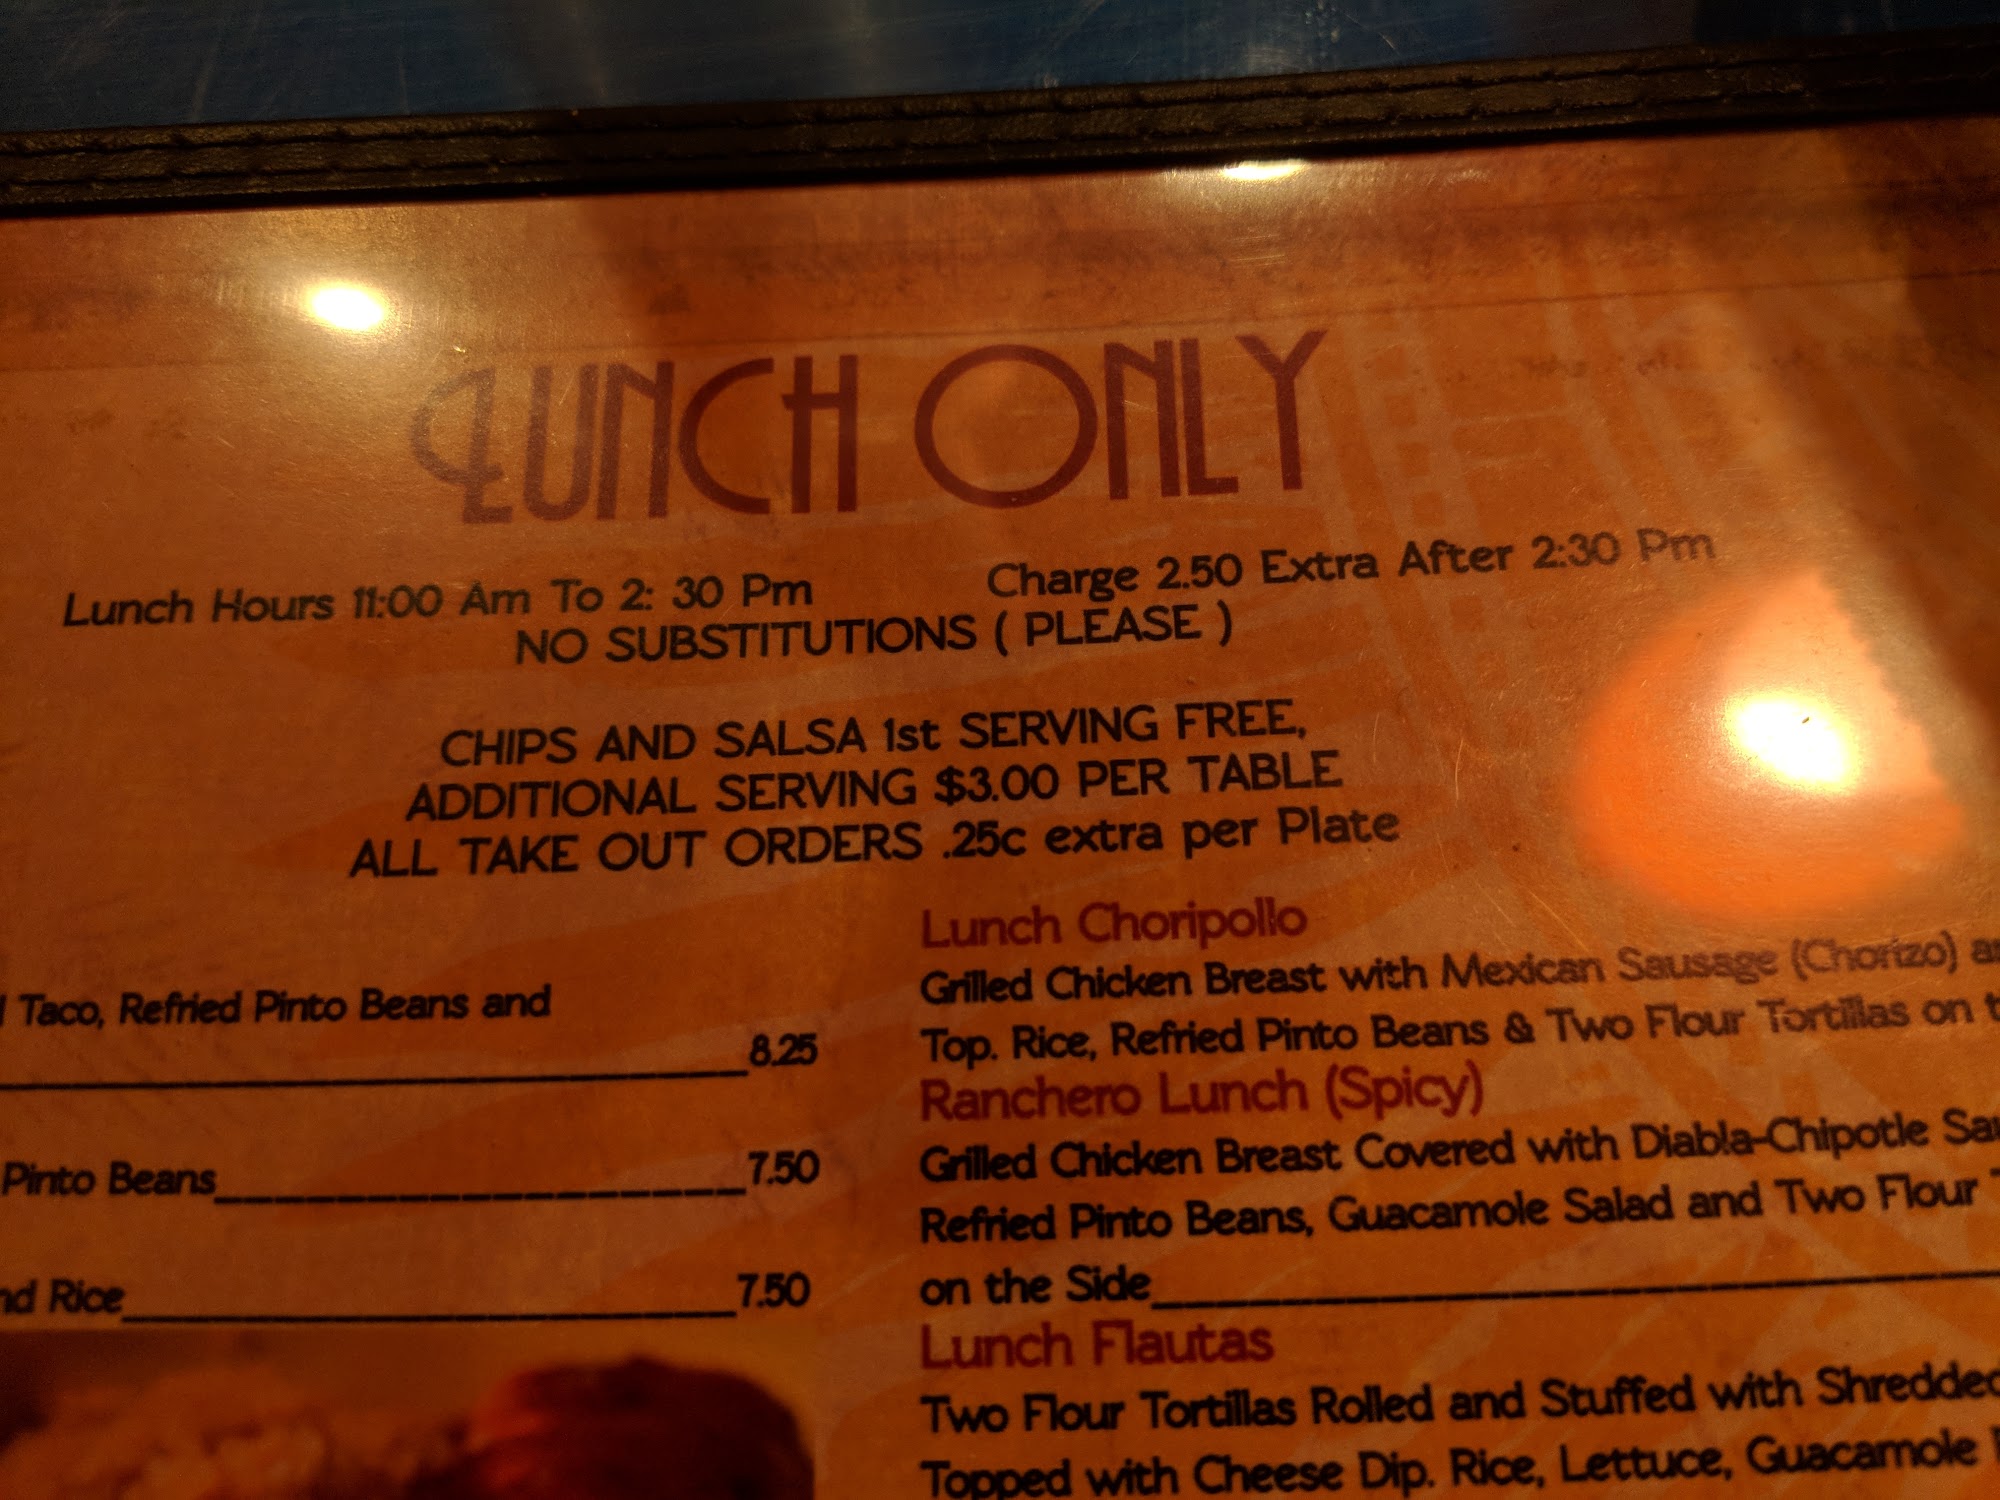 LUNCH ONLY
Lunch Hours 11:00 Am To 2: 30 Pm
Charge 2.50 Extra After 2:30 Pm
NO SUBSTITUTIONS ( PLEASE )
CHIPS AND SALSA 1st SERVING FREE,
ADDITIONAL SERVING $3.00 PER TABLE
ALL TAKE OUT ORDERS .25c extra per Plate
Taco, Refried Pinto Beans and
8.25
Pinto Beans 7.50
Rice 7.50
Lunch Choripollo
Grilled Chicken Breast with Mexican Sausage (Chorizo)
Top. Rice, Refried Pinto Beans & Two Flour Tortillas on
Ranchero Lunch (Spicy)
Grilled Chicken Breast Covered with Diabla-Chipotle
Refried Pinto Beans, Guacamole Salad and Two Flour
on the Side
Lunch Flautas
Two Flour Tortillas Rolled and Stuffed with Shredded
Topped with Cheese Dip. Rice, Lettuce, Guacamole